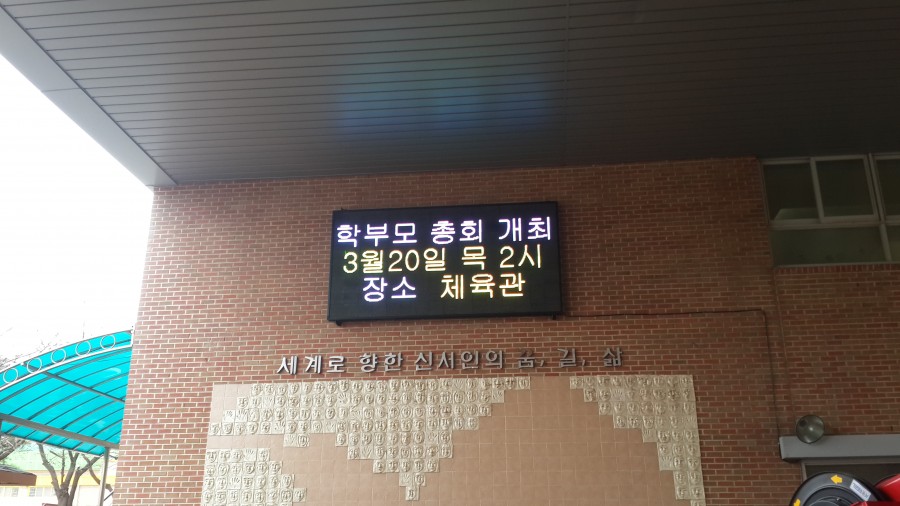 학부모 총회 개최
3월20일 목 2시
장소 체육관
세계로 향한 신서인의 꿈, 길, 삶